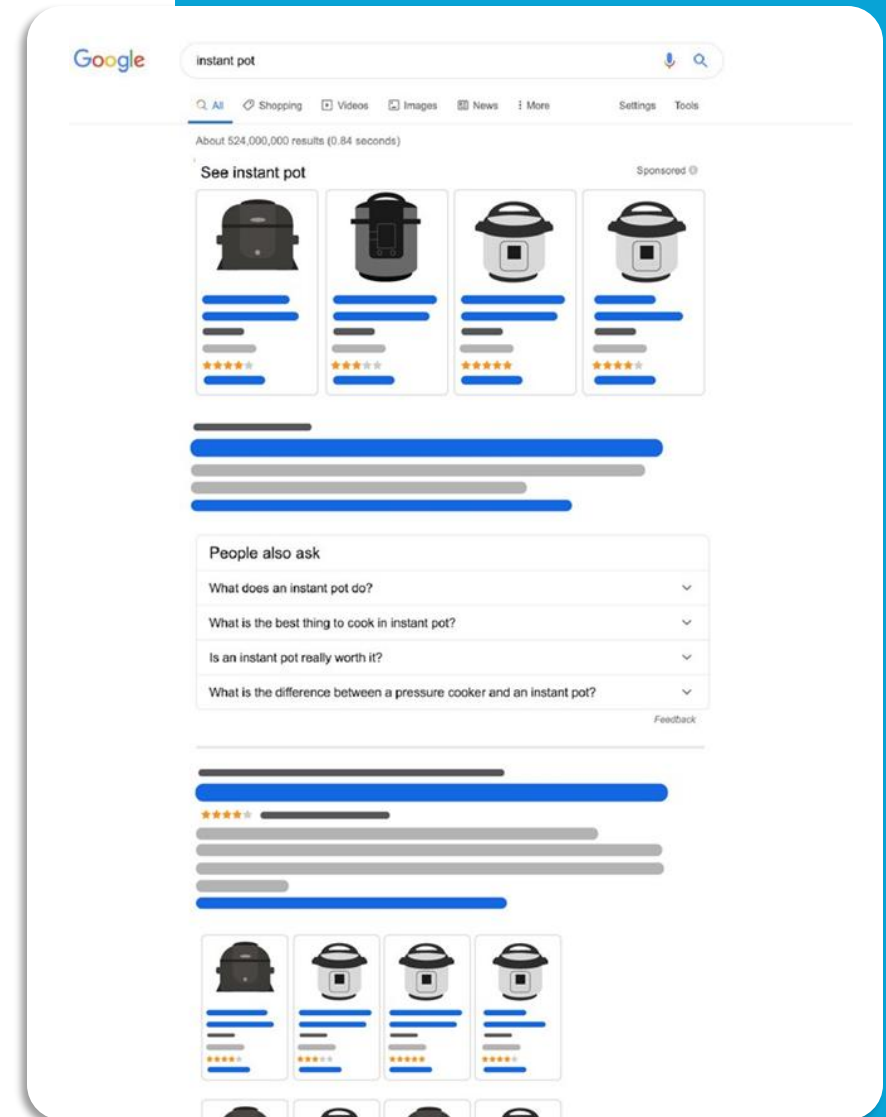 Google
instant pot
All Shopping Videos Images News More Settings Tools
About 524,000,000 results (0.84 seconds)
See instant pot Sponsored
People also ask
What does an instant pot do?
What is the best thing to cook in instant pot?
Is an instant pot really worth it?
What is the difference between a pressure cooker and an instant pot?
Feedback